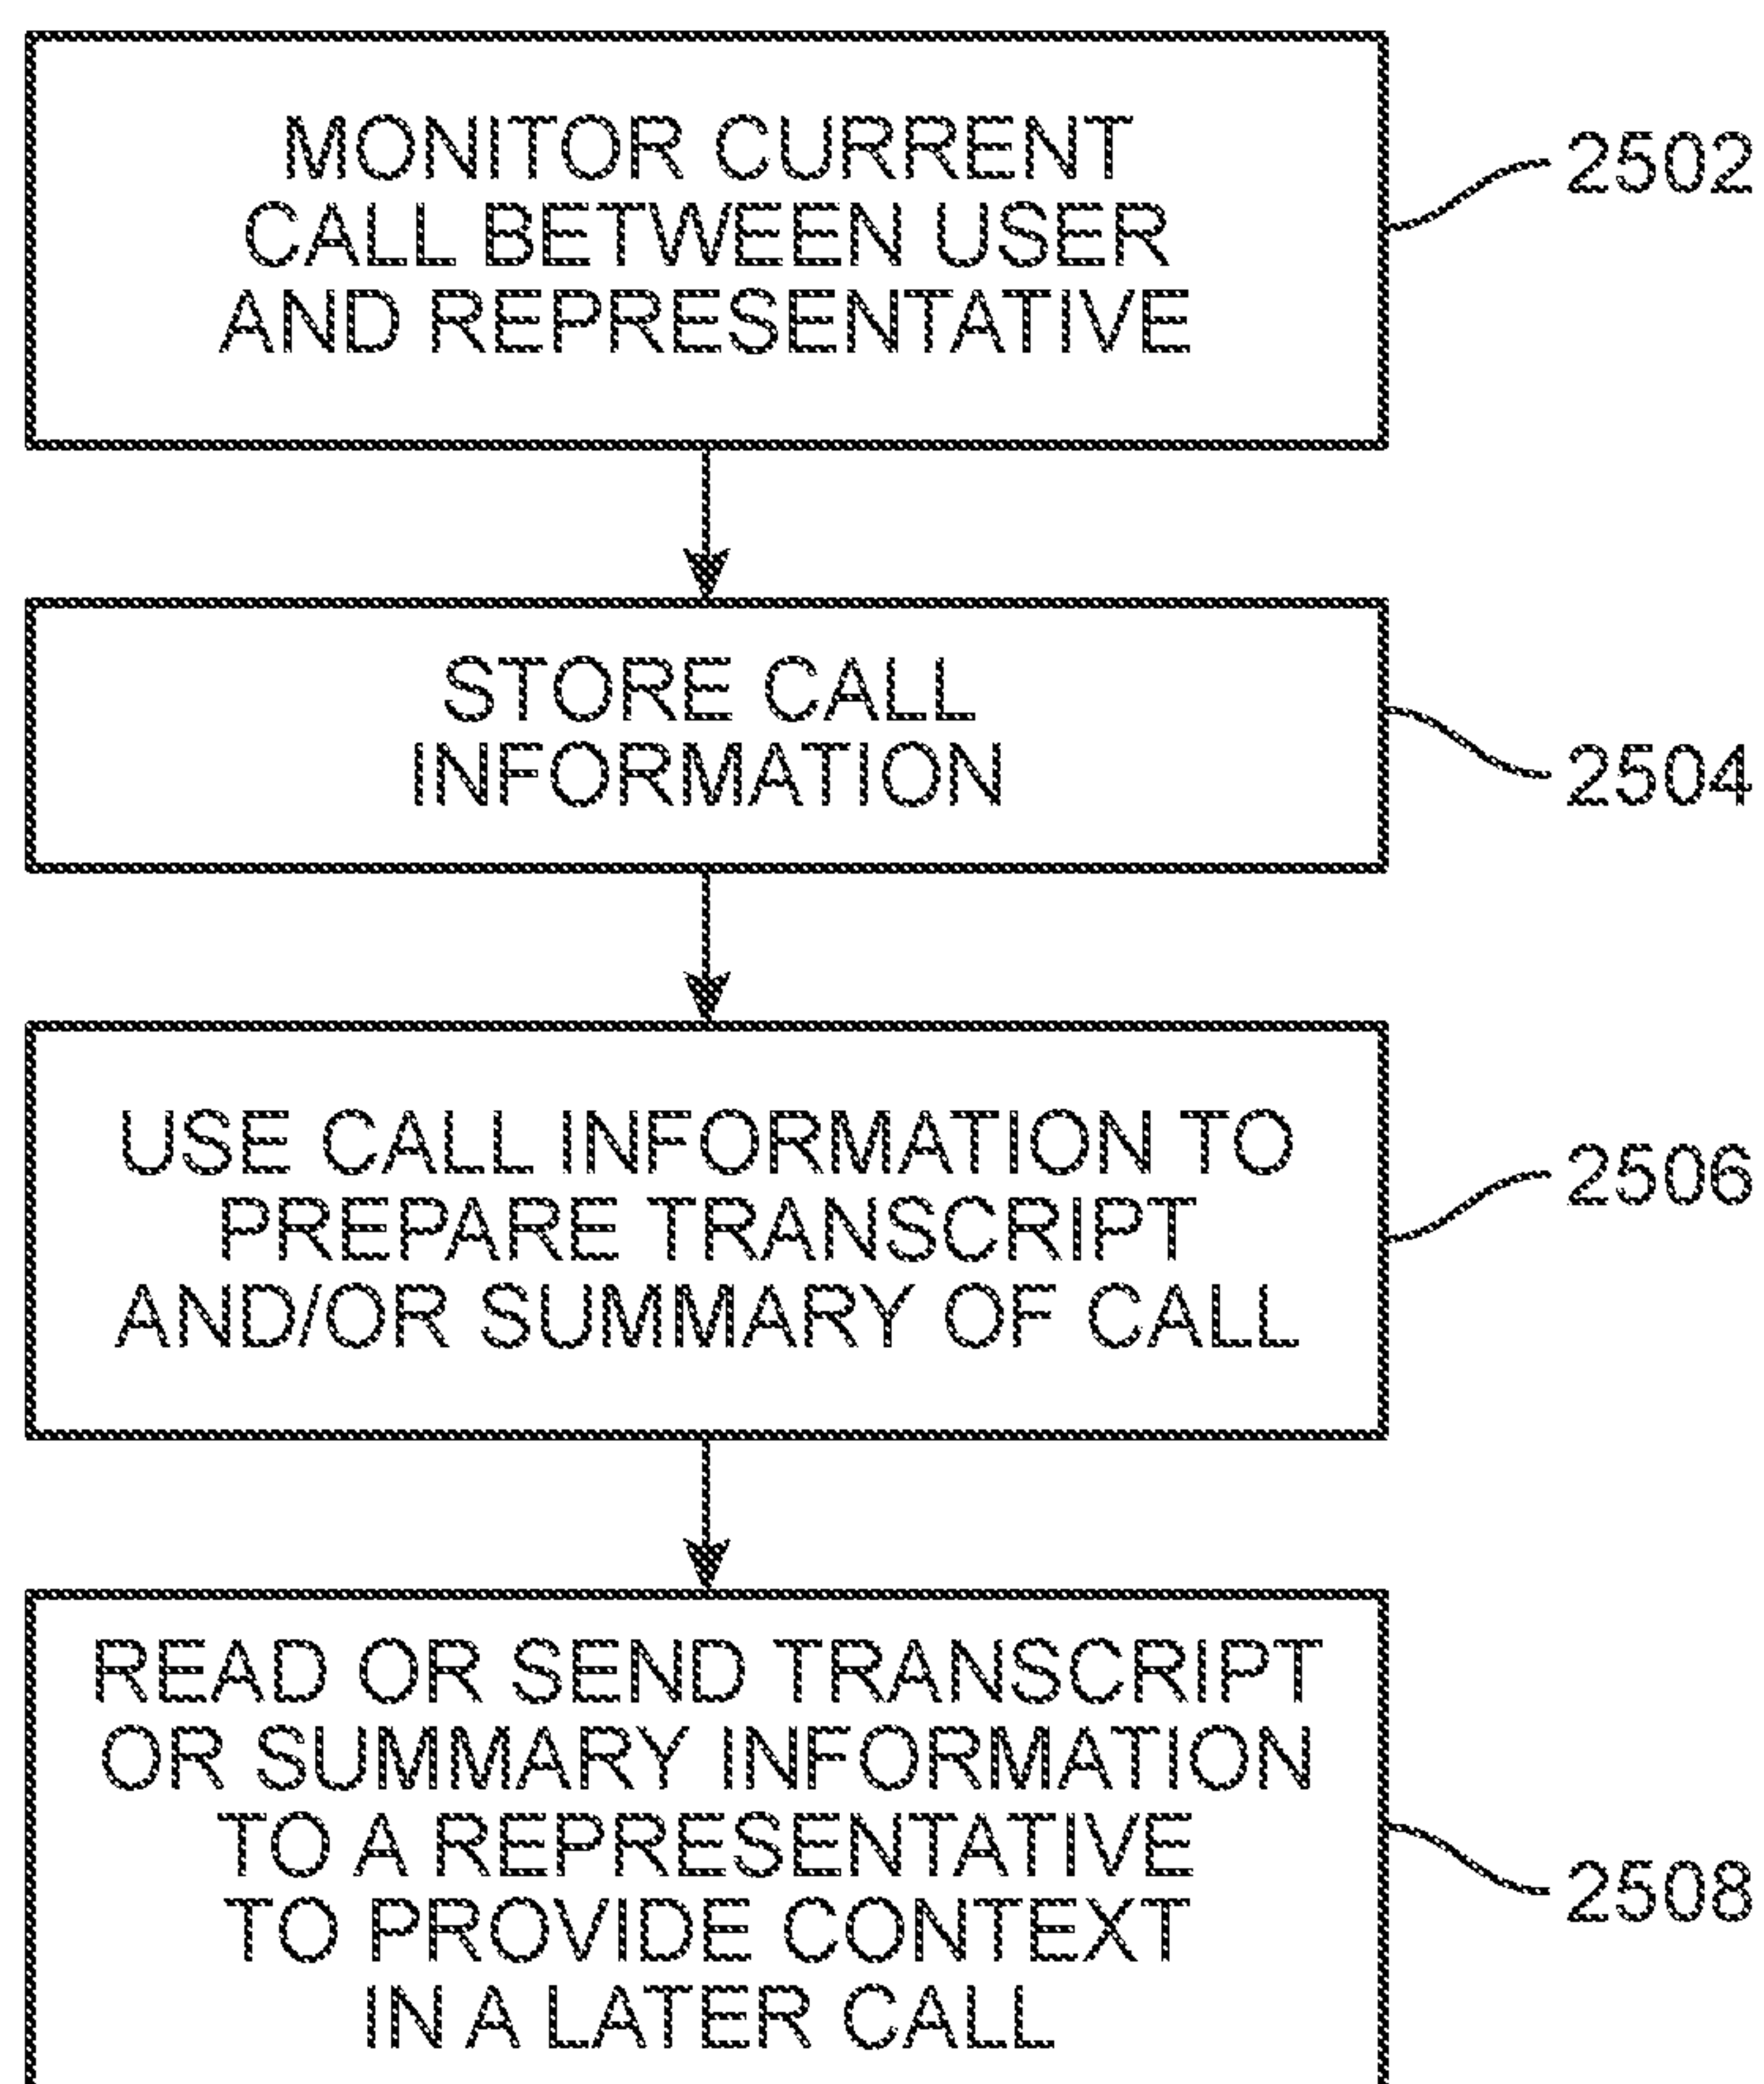 MONITOR CURRENT
CALL BETWEEN USER
AND REPRESENTATIVE
2502
STORE CALL
INFORMATION
2504
USE CALL INFORMATION TO
PREPARE TRANSCRIPT
AND/OR SUMMARY OF CALL
2506
READ OR SEND TRANSCRIPT
OR SUMMARY INFORMATION
TO A REPRESENTATIVE
TO PROVIDE CONTEXT
IN A LATER CALL
2508